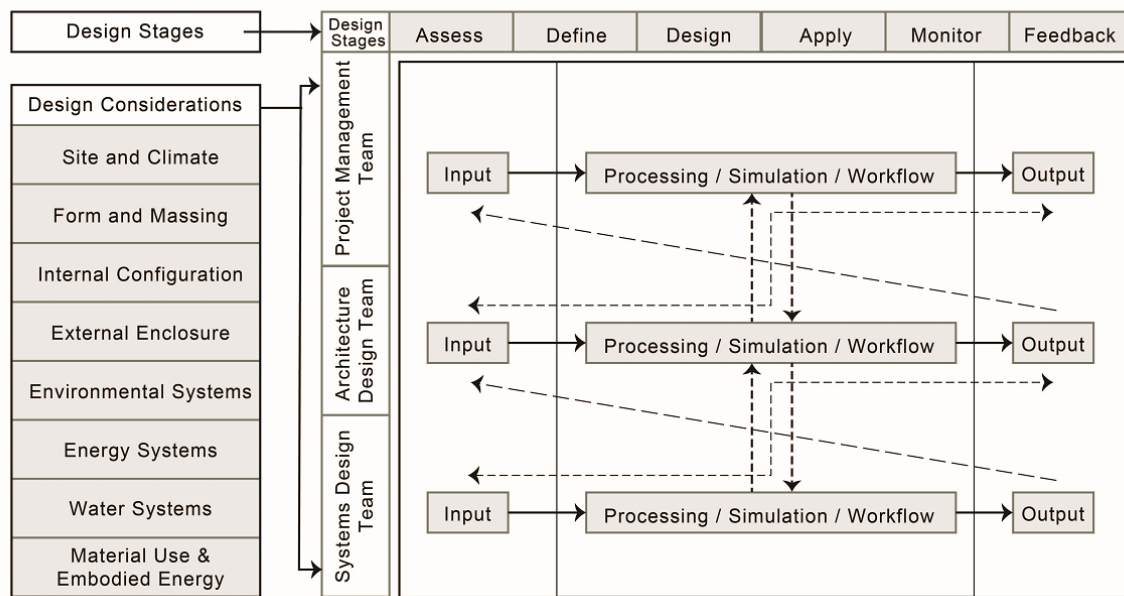 Design Stages
Design
Stages
Assess
Define
Design
Apply
Monitor
Feedback
Design Considerations
Site and Climate
Form and Massing
Internal Configuration
External Enclosure
Environmental Systems
Energy Systems
Water Systems
Material Use &
Embodied Energy
Project Management
Team
Input
Processing / Simulation / Workflow
Output
Architecture
Design Team
Input
Processing / Simulation / Workflow
Output
Systems Design
Team
Input
Processing / Simulation / Workflow
Output